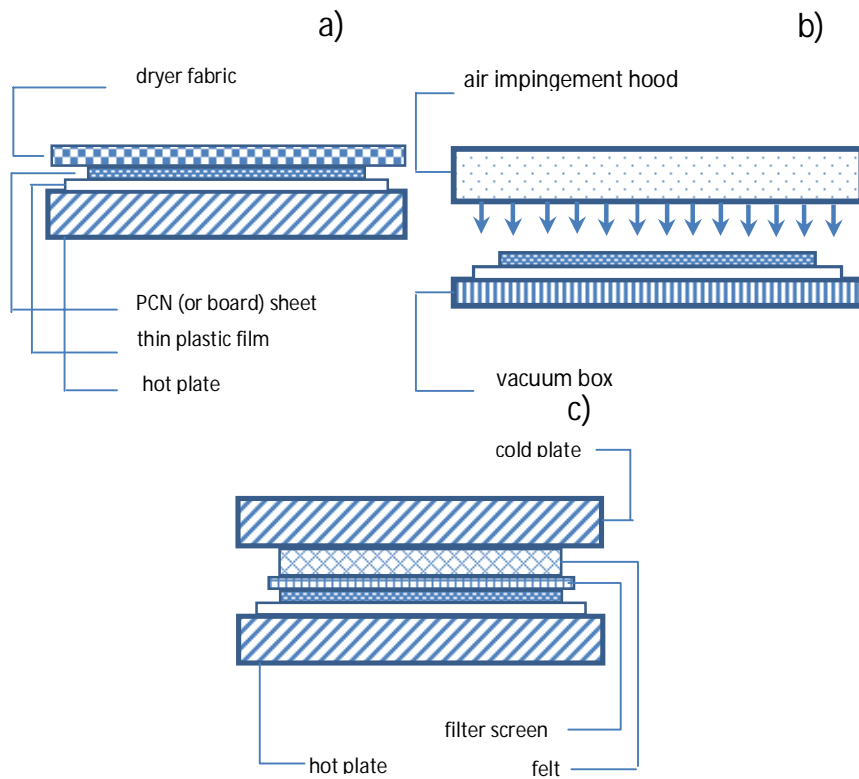 a)
b)
dryer fabric
air impingement hood
PCN (or board) sheet
thin plastic film
hot plate
vacuum box
c)
cold plate
filter screen
hot plate
felt